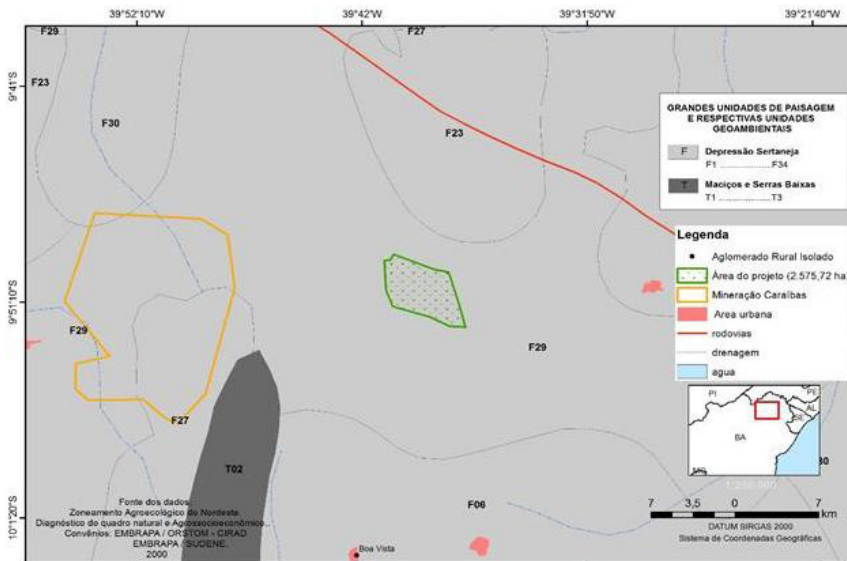 39°52'10"W
39°42'W
39°31'50"W
39°21'40"W
F29
F27
9°41'S
F23
F30
F23
GRANDES UNIDADES DE PAISAGEM
E RESPECTIVAS UNIDADES
GEOAMBIENTAIS
F Depressão Sertaneja
F1 .................F34
T Maciços e Serras Baixas
T1 .................T3
Legenda
Aglomerado Rural Isolado
Área do projeto (2.575,72 ha)
Mineração Caraíbas
Area urbana
rodovias
drenagem
agua
9°51'10"S
F29
F29
F27
PI
PE
AL
SE
BA
MG
T02
30
1:250.000
F06
7 3,5 0 7
km
Fonte dos dados:
Zoneamento Agroecológico do Nordeste.
Diagnóstico do quadro natural e Agrossocioeconômico.
Convênios: EMBRAPA / ORSTOM - CIRAD
EMBRAPA / SUDENE.
2000
10°11'20"S
Boa Vista
DATUM SIRGAS 2000
Sistema de Coordenadas Geográficas